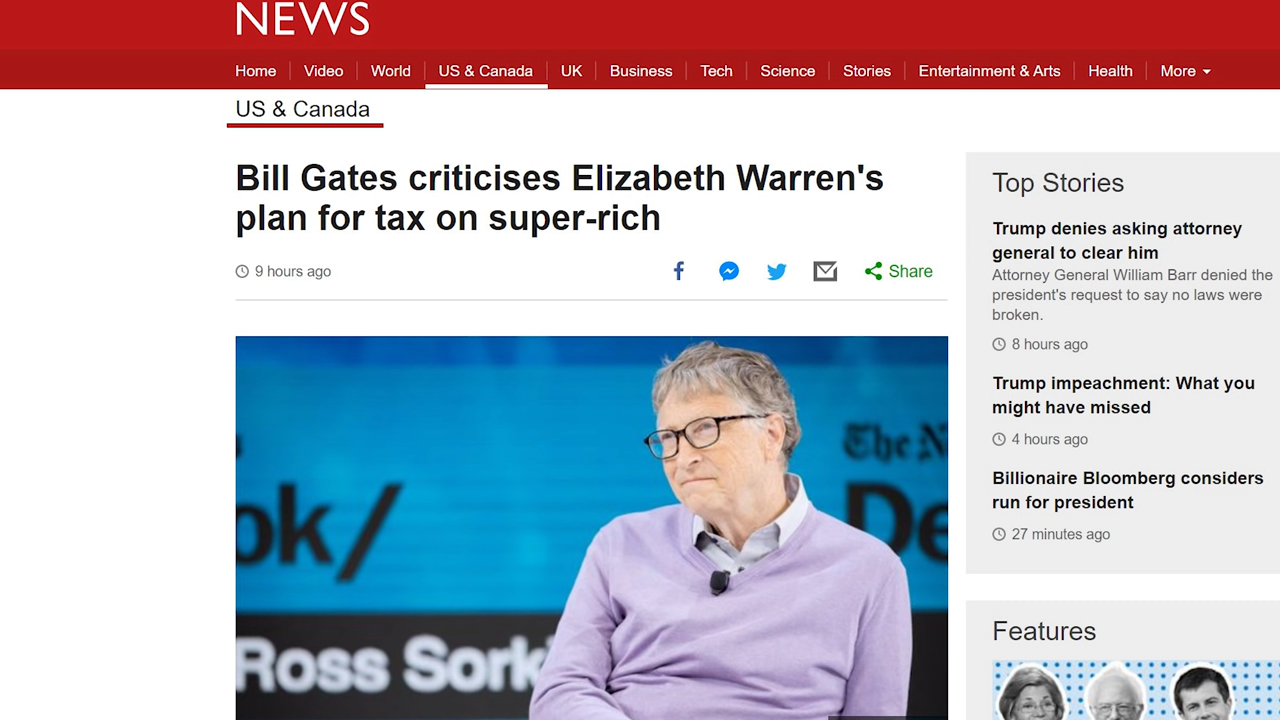 NEWS
Home
Video
World
US & Canada
UK
Business
Tech
Science
Stories
Entertainment & Arts
Health
More
US & Canada
Bill Gates criticises Elizabeth Warren's
plan for tax on super-rich
9 hours ago
Share
ok/
The N
De
Ross Sork
Top Stories
Trump denies asking attorney
general to clear him
Attorney General William Barr denied the
president's request to say no laws were
broken.
8 hours ago
Trump impeachment: What you
might have missed
4 hours ago
Billionaire Bloomberg considers
run for president
27 minutes ago
Features